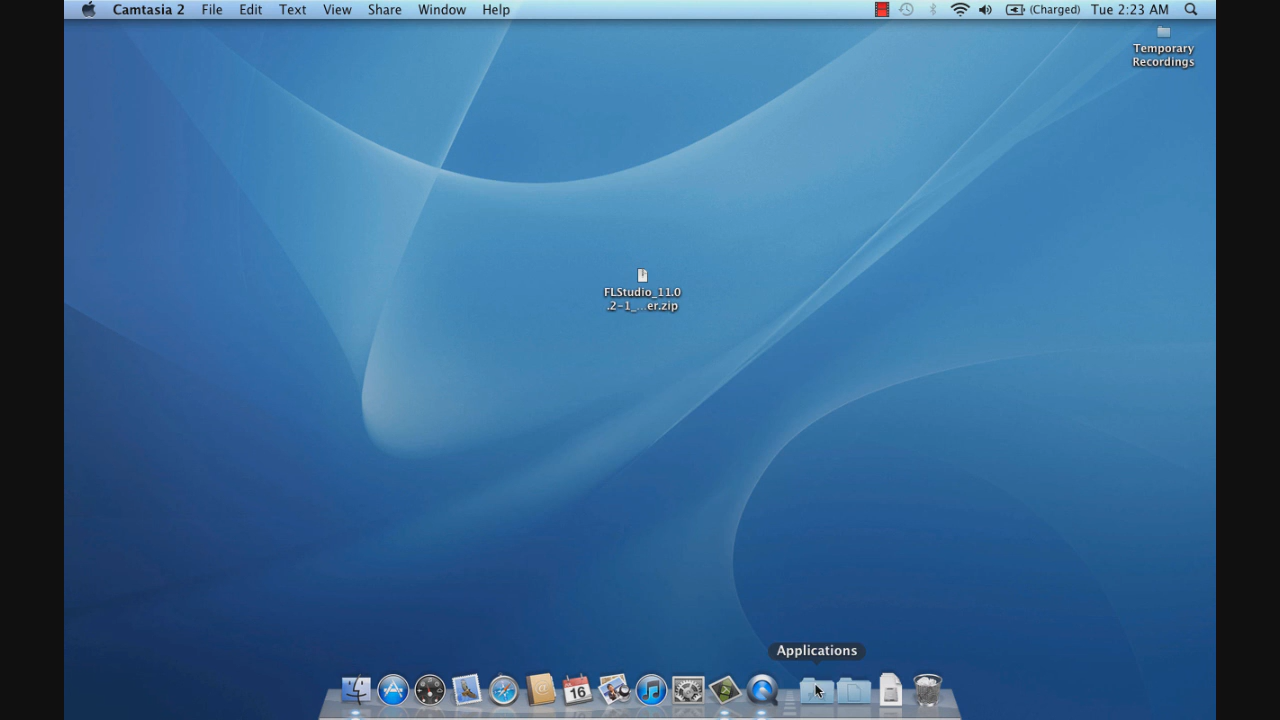 Camtasia 2 File Edit Text View Share Window Help (Charged) Tue 2:23 AM
Temporary
Recordings
FLStudio_11.0
.2-1_...er.zip
Applications
16